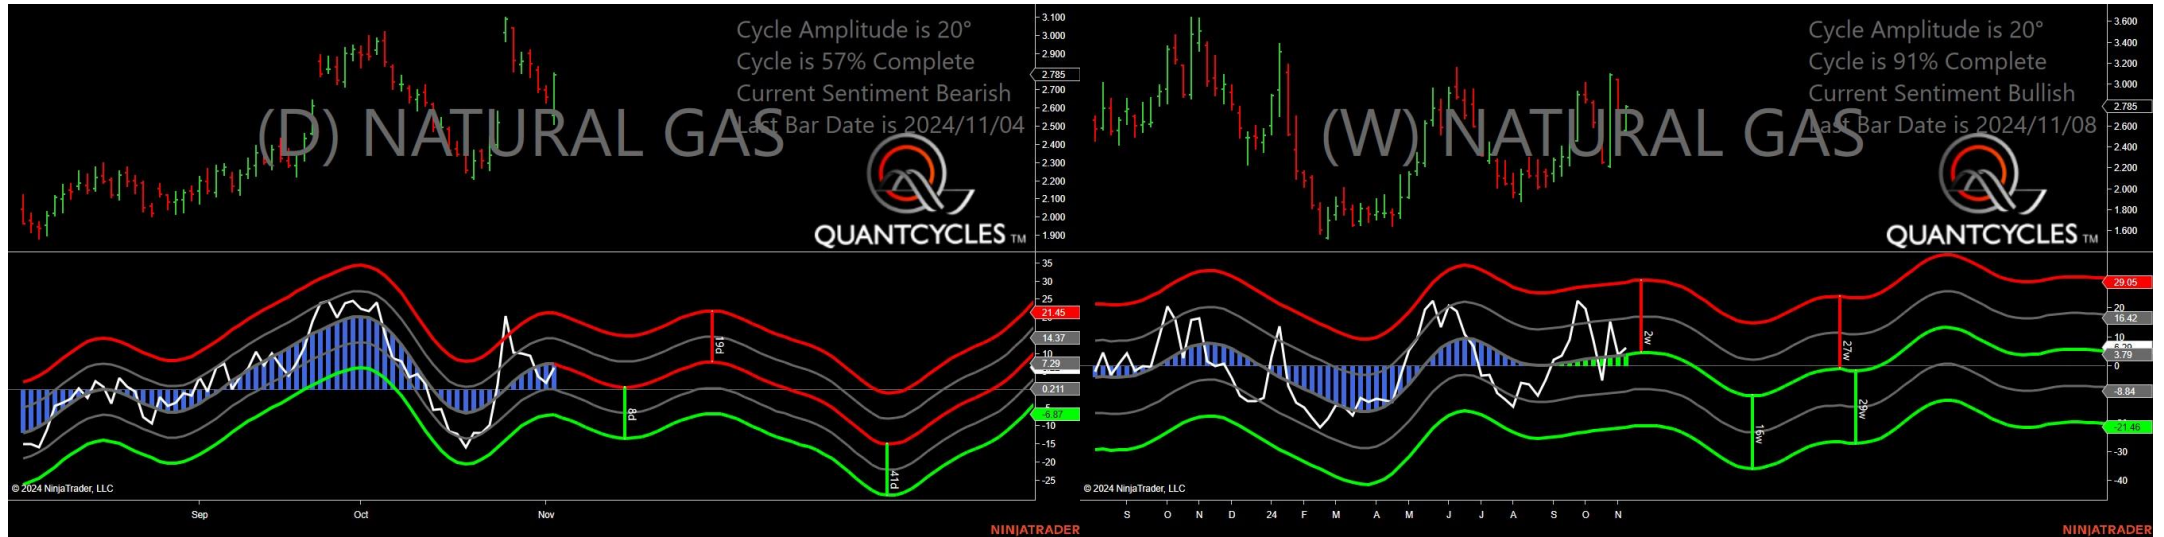 Cycle Amplitude is 20°
Cycle is 57% Complete
Current Sentiment Bearish
Last Bar Date is 2024/11/04
(D) NATURAL GAS
QUANTCYCLES TM
3.100
3.000
2.900
2.785
2.700
2.600
2.500
2.400
2.300
2.200
2.100
2.000
1.900
35
30
25
21.45
14.37
10
7.29
0.211
-6.87
-10
-15
-20
-25
8d
19d
41d
© 2024 NinjaTrader, LLC
Sep
Oct
Nov
NINJATRADER
Cycle Amplitude is 20°
Cycle is 91% Complete
Current Sentiment Bullish
Last Bar Date is 2024/11/08
(W) NATURAL GAS
QUANTCYCLES TM
3.600
3.400
3.200
3.000
2.785
2.600
2.400
2.200
2.000
1.800
1.600
29.05
20
16.42
10
3.79
0
-8.84
-21.46
-30
-40
2w
16w
27w
29w
© 2024 NinjaTrader, LLC
S O N D 24 F M A M J J A S O N
NINJATRADER